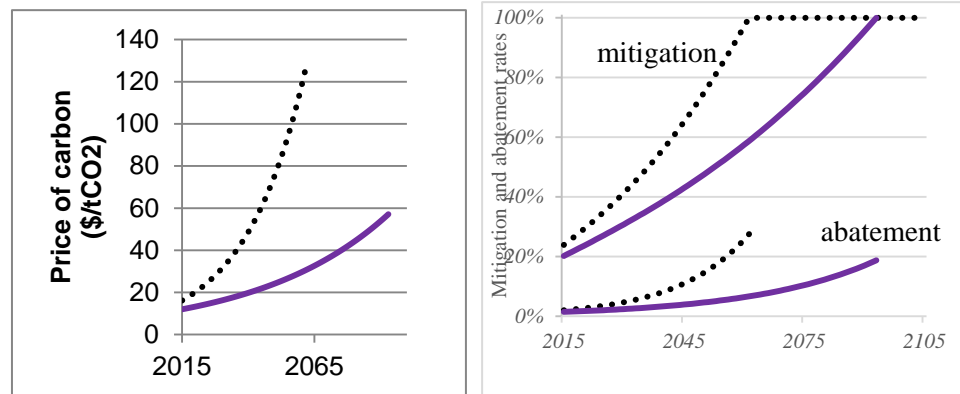 Price of carbon
($/tCO2)
140
120
100
80
60
40
20
0
2015 2065
Mitigation and abatement rates
100%
80%
60%
40%
20%
0%
mitigation
abatement
2015 2045 2075 2105